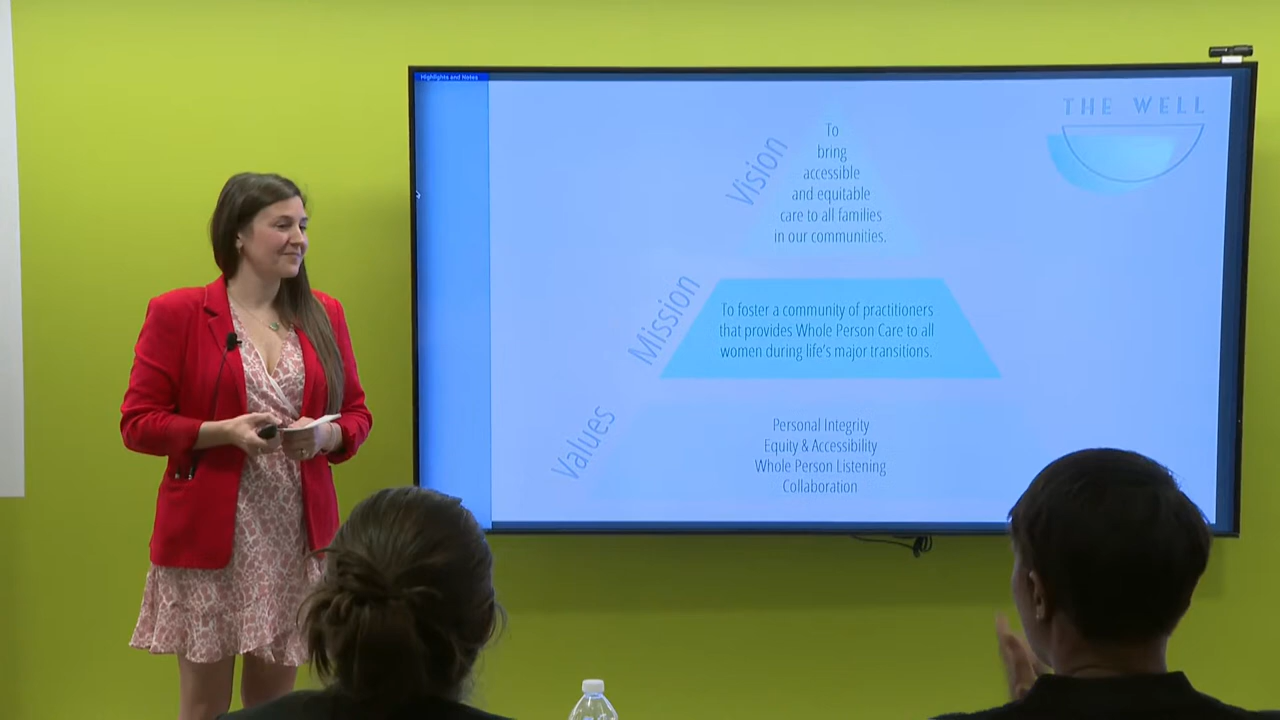 Highlights and Notes
THE WELL
Vision
To
bring
accessible
and equitable
care to all families
in our communities.
Mission
To foster a community of practitioners
that provides Whole Person Care to all
women during life's major transitions.
Values
Personal Integrity
Equity & Accessibility
Whole Person Listening
Collaboration